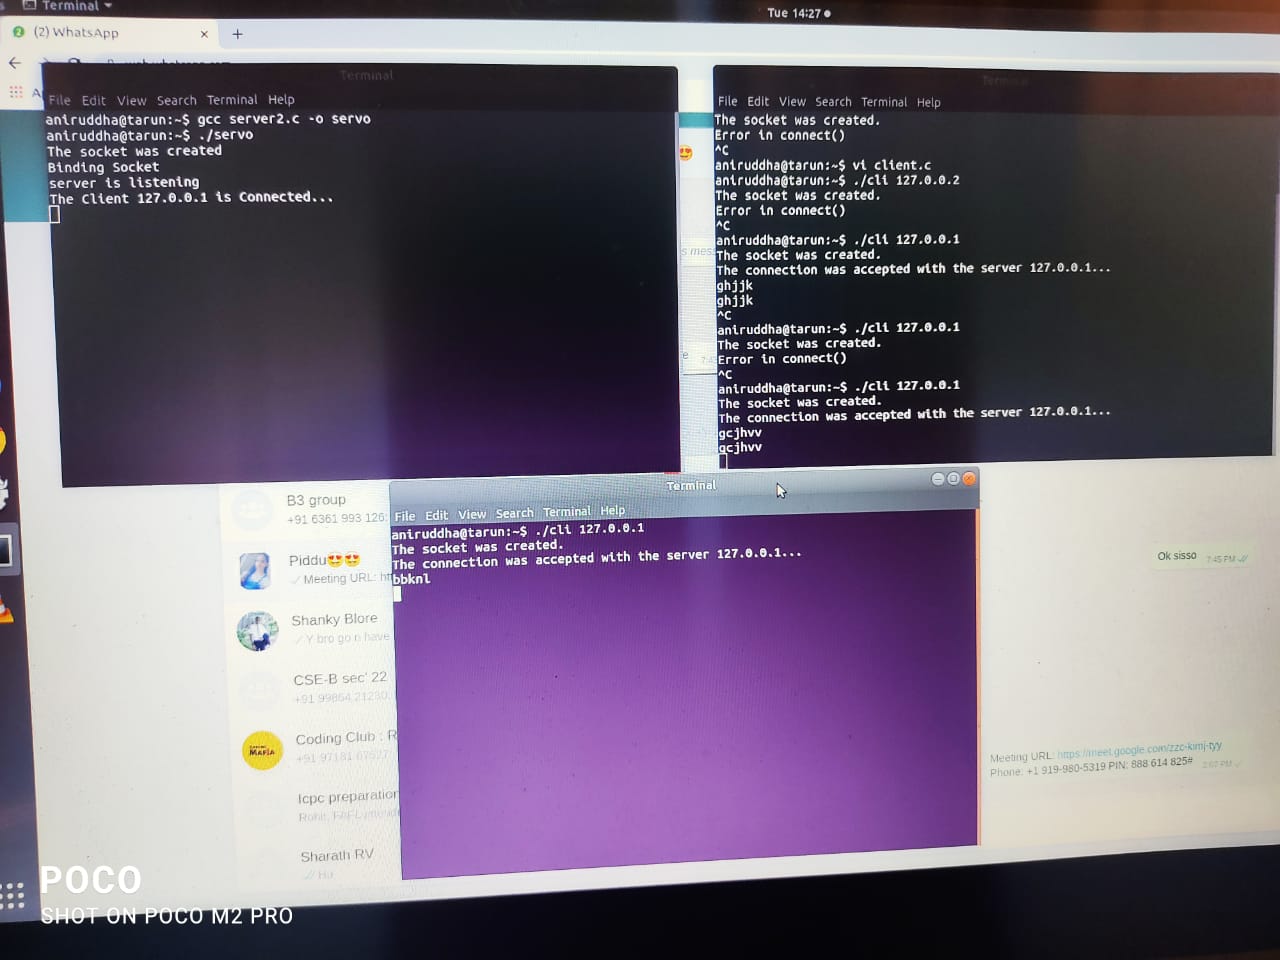 Terminal
Tue 14:27
(2) WhatsApp
Terminal
File Edit View Search Terminal Help
aniruddha@tarun:~$ gcc server2.c -o servo
aniruddha@tarun:~$ ./servo
The socket was created
Binding Socket
server is listening
The Client 127.0.0.1 is Connected...
Terminal
File Edit View Search Terminal Help
The socket was created.
Error in connect()
^C
aniruddha@tarun:~$ vi client.c
aniruddha@tarun:~$ ./cli 127.0.0.2
The socket was created.
Error in connect()
^C
aniruddha@tarun:~$ ./cli 127.0.0.1
The socket was created.
The connection was accepted with the server 127.0.0.1...
ghjjk
ghjjk
^C
aniruddha@tarun:~$ ./cli 127.0.0.1
The socket was created.
Error in connect()
^C
aniruddha@tarun:~$ ./cli 127.0.0.1
The socket was created.
The connection was accepted with the server 127.0.0.1...
gcjhvv
gcjhvv
Terminal
File Edit View Search Terminal Help
aniruddha@tarun:~$ ./cli 127.0.0.1
The socket was created.
The connection was accepted with the server 127.0.0.1...
bbknl
B3 group
+91 6361 993 126:
Piddu😍😍
Meeting URL: htt
Shanky Blore
Y bro go n have
CSE-B sec' 22
Coding Club : R
Icpc preparation
Sharath RV
Ok sisso 7:45 PM
Meeting URL: https://meet.google.com/zzc-kimj-tyy
Phone: +1 919-980-5319 PIN: 888 614 825# 2:07 PM
POCO
SHOT ON POCO M2 PRO